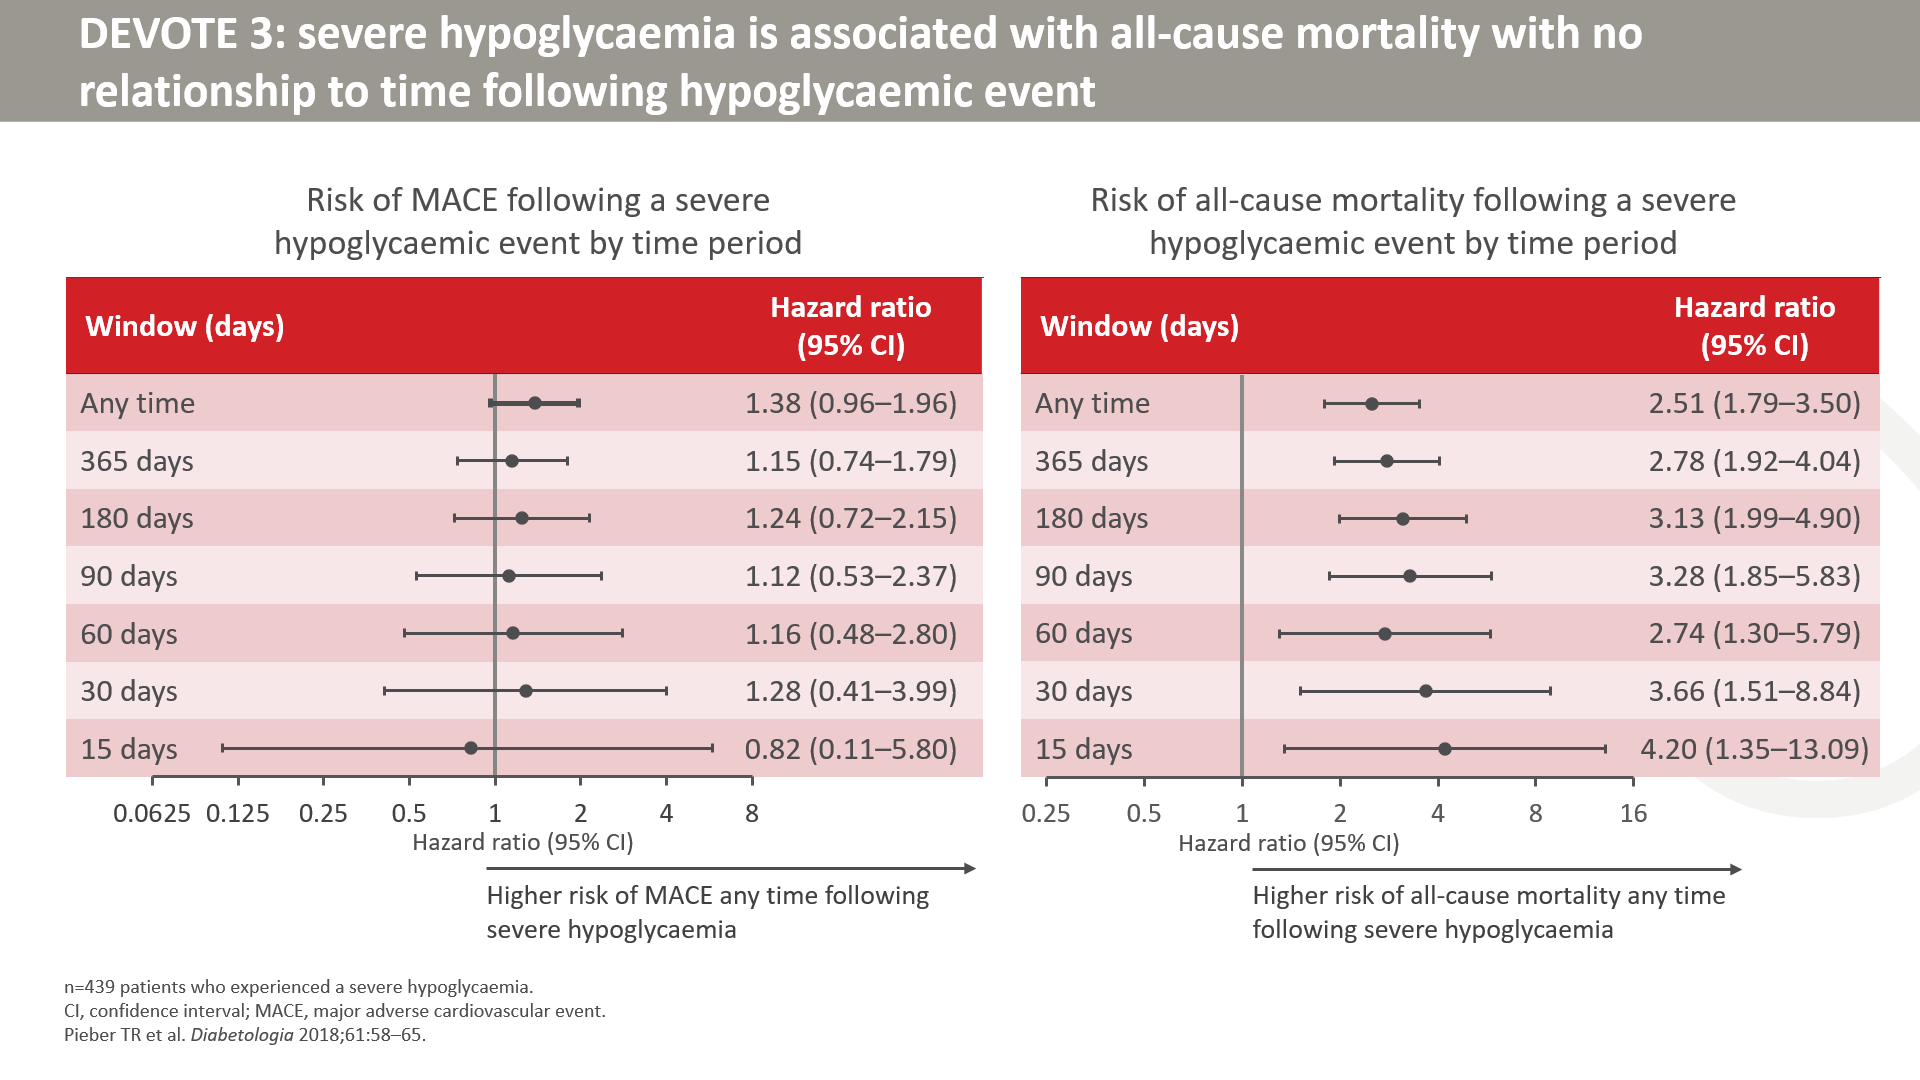 DEVOTE 3: severe hypoglycaemia is associated with all-cause mortality with no
relationship to time following hypoglycaemic event
Risk of MACE following a severe
hypoglycaemic event by time period
Window (days)
Hazard ratio
(95% CI)
Any time 1.38 (0.96–1.96)
365 days 1.15 (0.74–1.79)
180 days 1.24 (0.72–2.15)
90 days 1.12 (0.53–2.37)
60 days 1.16 (0.48–2.80)
30 days 1.28 (0.41–3.99)
15 days 0.82 (0.11–5.80)
0.0625 0.125 0.25 0.5 1 2 4 8
Hazard ratio (95% CI)
Higher risk of MACE any time following
severe hypoglycaemia
Risk of all-cause mortality following a severe
hypoglycaemic event by time period
Window (days)
Hazard ratio
(95% CI)
Any time 2.51 (1.79–3.50)
365 days 2.78 (1.92–4.04)
180 days 3.13 (1.99–4.90)
90 days 3.28 (1.85–5.83)
60 days 2.74 (1.30–5.79)
30 days 3.66 (1.51–8.84)
15 days 4.20 (1.35–13.09)
0.25 0.5 1 2 4 8 16
Hazard ratio (95% CI)
Higher risk of all-cause mortality any time
following severe hypoglycaemia
n=439 patients who experienced a severe hypoglycaemia.
CI, confidence interval; MACE, major adverse cardiovascular event.
Pieber TR et al. Diabetologia 2018;61:58–65.